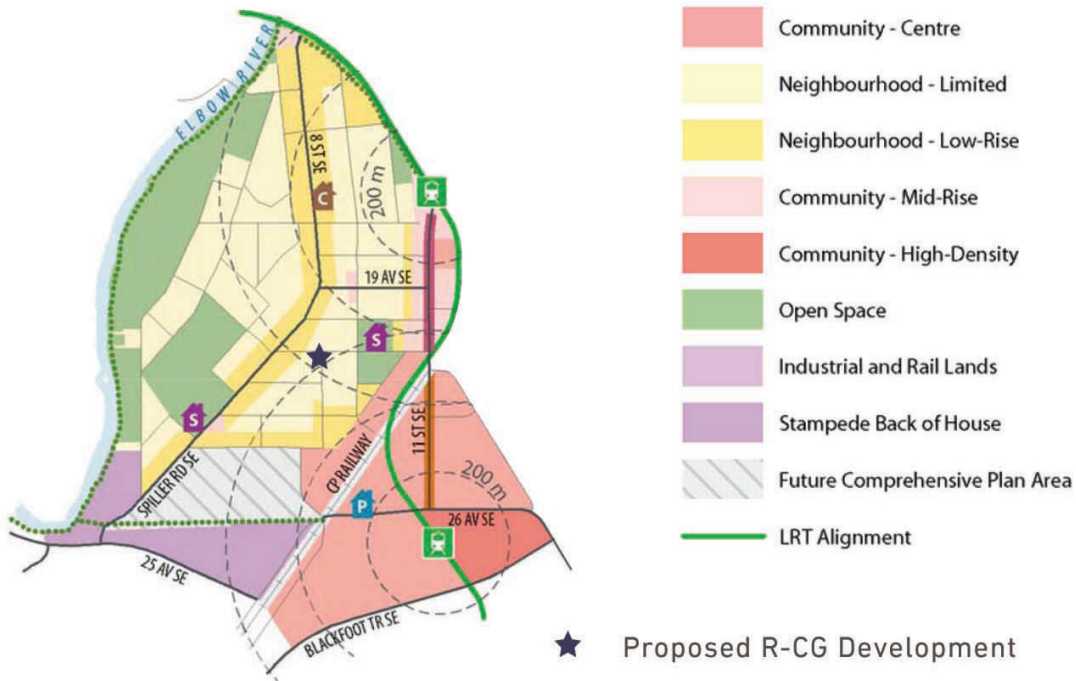 ELBOW RIVER
8 ST SE
C
200 m
19 AV SE
S
S
11 ST SE
CP RAILWAY
200 m
SPILLER RD SE
P
26 AV SE
25 AV SE
BLACKFOOT TR SE
Community - Centre
Neighbourhood - Limited
Neighbourhood - Low-Rise
Community - Mid-Rise
Community - High-Density
Open Space
Industrial and Rail Lands
Stampede Back of House
Future Comprehensive Plan Area
LRT Alignment
Proposed R-CG Development